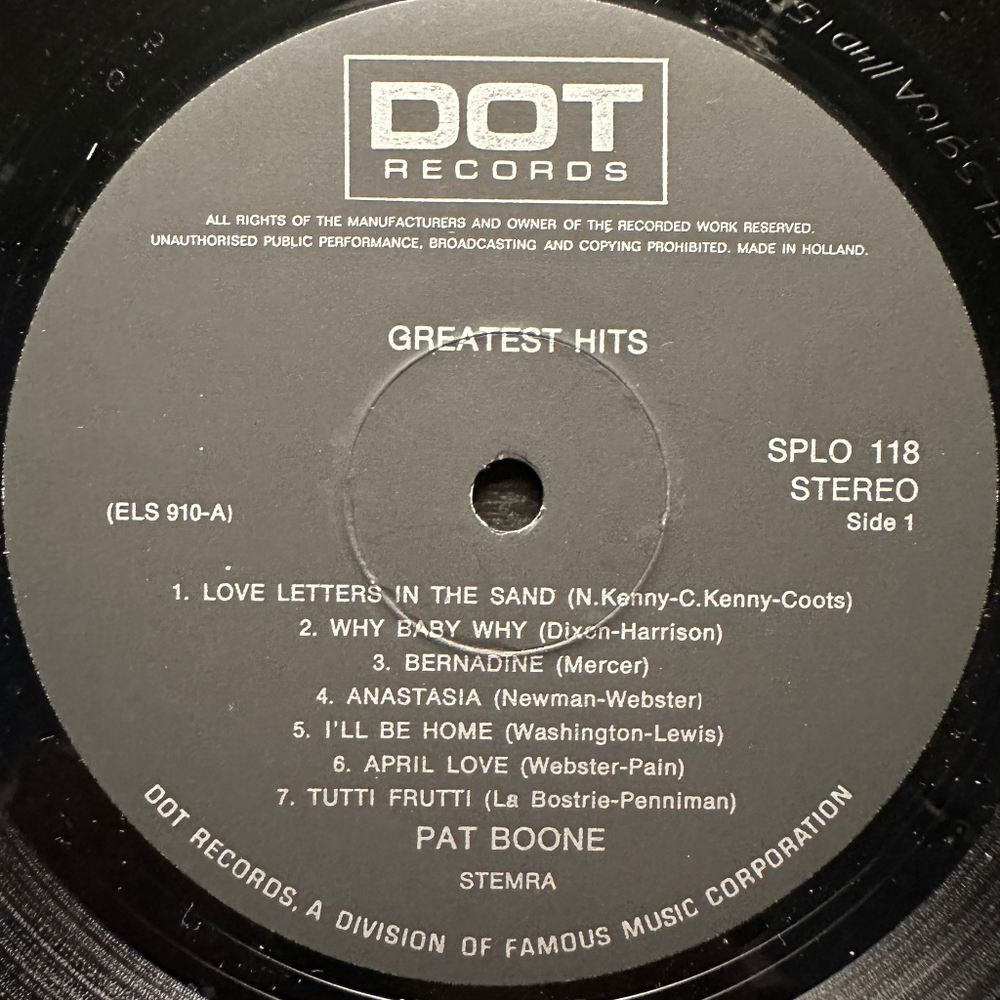 DOT
RECORDS
ALL RIGHTS OF THE MANUFACTURERS AND OWNER OF THE RECORDED WORK RESERVED.
UNAUTHORISED PUBLIC PERFORMANCE, BROADCASTING AND COPYING PROHIBITED. MADE IN HOLLAND.
GREATEST HITS
SPLO 118
STEREO
Side 1
(ELS 910-A)
1. LOVE LETTERS IN THE SAND (N.Kenny-C.Kenny-Coots)
2. WHY BABY WHY (Dixon-Harrison)
3. BERNADINE (Mercer)
4. ANASTASIA (Newman-Webster)
5. I'LL BE HOME (Washington-Lewis)
6. APRIL LOVE (Webster-Pain)
7. TUTTI FRUTTI (La Bostrie-Penniman)
PAT BOONE
STEMRA
DOT RECORDS, A DIVISION OF FAMOUS MUSIC CORPORATION